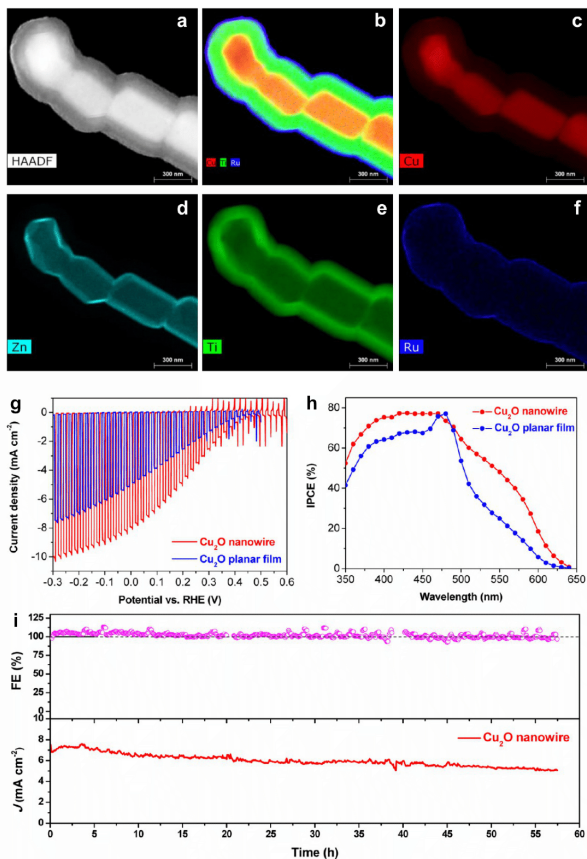 a
b
c
HAADF
300 nm
Cu Ti Ru
300 nm
Cu
300 nm
d
e
f
Zn
300 nm
Ti
300 nm
Ru
300 nm
g
0
-2
-4
-6
-8
-10
Current density (mA cm⁻²)
Cu₂O nanowire
Cu₂O planar film
-0.3 -0.2 -0.1 0.0 0.1 0.2 0.3 0.4 0.5 0.6
Potential vs. RHE (V)
h
80
60
40
20
0
IPCE (%)
Cu₂O nanowire
Cu₂O planar film
350 400 450 500 550 600 650
Wavelength (nm)
i
125
100
75
50
25
0
FE (%)
10
8
6
4
2
0
J (mA cm⁻²)
Cu₂O nanowire
0 5 10 15 20 25 30 35 40 45 50 55 60
Time (h)